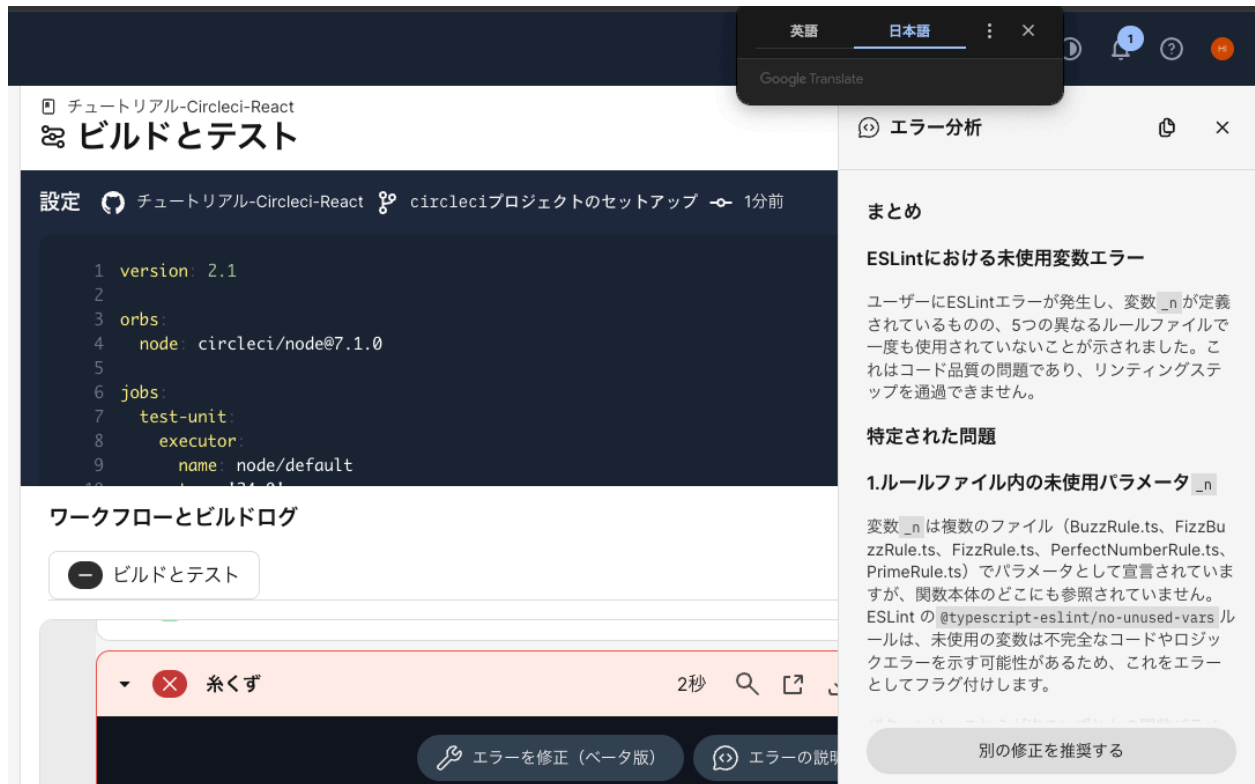 英語
日本語
Google Translate
1
HI
チュートリアル-Circleci-React
ビルドとテスト
設定 チュートリアル-Circleci-React circleciプロジェクトのセットアップ 1分前
1 version: 2.1
2
3 orbs:
4 node: circleci/node@7.1.0
5
6 jobs:
7 test-unit:
8 executor:
9 name: node/default
ワークフローとビルドログ
ビルドとテスト
糸くず 2秒
エラーを修正（ベータ版）
エラーの説
エラー分析
まとめ
ESLintにおける未使用変数エラー
ユーザーにESLintエラーが発生し、変数 _n が定義
されているものの、5つの異なるルールファイルで
一度も使用されていないことが示されました。こ
れはコード品質の問題であり、リンティングステ
ップを通過できません。
特定された問題
1.ルールファイル内の未使用パラメータ _n
変数 _n は複数のファイル（BuzzRule.ts、FizzBu
zzRule.ts、FizzRule.ts、PerfectNumberRule.ts、
PrimeRule.ts）でパラメータとして宣言されていま
すが、関数本体のどこにも参照されていません。
ESLint の @typescript-eslint/no-unused-vars ル
ールは、未使用の変数は不完全なコードやロジッ
クエラーを示す可能性があるため、これをエラー
としてフラグ付けします。
別の修正を推奨する